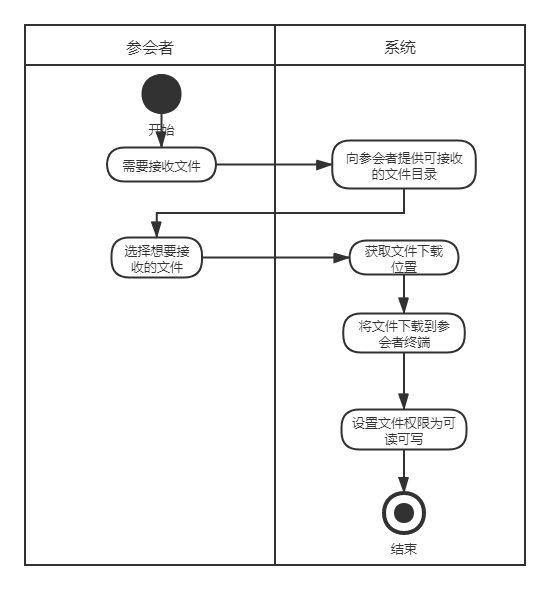 参会者
系统
开始
需要接收文件
向参会者提供可接收
的文件目录
选择想要接
收的文件
获取文件下载
位置
将文件下载到参
会者终端
设置文件权限为可
读可写
结束